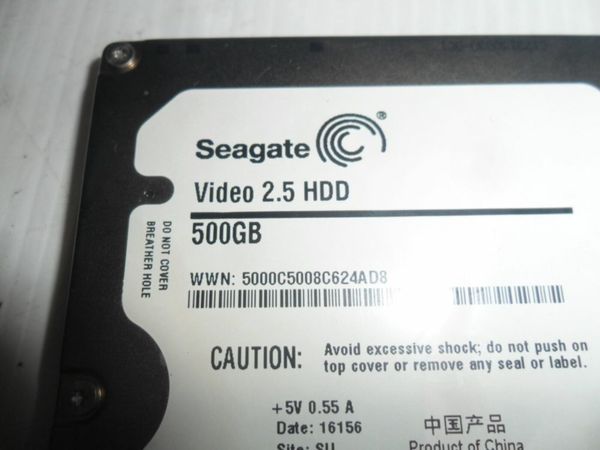 Seagate®
Video 2.5 HDD
500GB
DO NOT COVER
BREATHER HOLE
WWN: 5000C5008C624AD8
CAUTION: Avoid excessive shock; do not push on
top cover or remove any seal or label.
+5V 0.55 A
Date: 16156
Site: SU
中国产品
Product of China